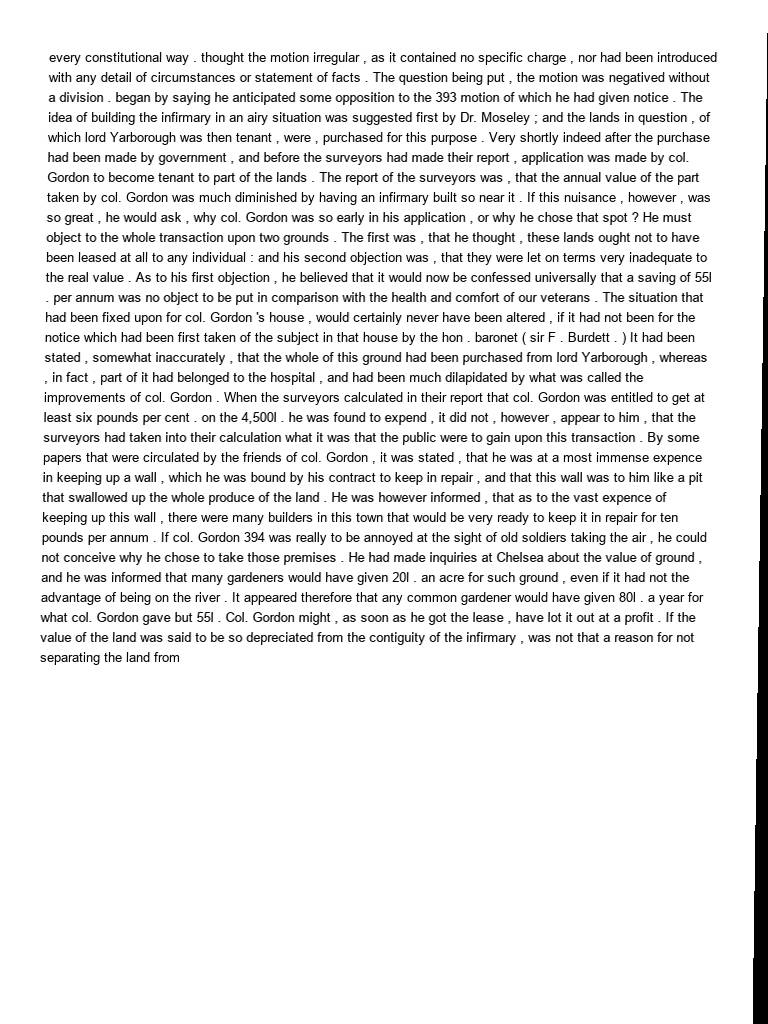 every constitutional way . thought the motion irregular , as it contained no specific charge , nor had been introduced
with any detail of circumstances or statement of facts . The question being put , the motion was negatived without
a division . began by saying he anticipated some opposition to the 393 motion of which he had given notice . The
idea of building the infirmary in an airy situation was suggested first by Dr. Moseley ; and the lands in question , of
which lord Yarborough was then tenant , were , purchased for this purpose . Very shortly indeed after the purchase
had been made by government , and before the surveyors had made their report , application was made by col.
Gordon to become tenant to part of the lands . The report of the surveyors was , that the annual value of the part
taken by col. Gordon was much diminished by having an infirmary built so near it . If this nuisance , however , was
so great , he would ask , why col. Gordon was so early in his application , or why he chose that spot ? He must
object to the whole transaction upon two grounds . The first was , that he thought , these lands ought not to have
been leased at all to any individual : and his second objection was , that they were let on terms very inadequate to
the real value . As to his first objection , he believed that it would now be confessed universally that a saving of 55l
. per annum was no object to be put in comparison with the health and comfort of our veterans . The situation that
had been fixed upon for col. Gordon 's house , would certainly never have been altered , if it had not been for the
notice which had been first taken of the subject in that house by the hon . baronet ( sir F . Burdett . ) It had been
stated , somewhat inaccurately , that the whole of this ground had been purchased from lord Yarborough , whereas
, in fact , part of it had belonged to the hospital , and had been much dilapidated by what was called the
improvements of col. Gordon . When the surveyors calculated in their report that col. Gordon was entitled to get at
least six pounds per cent . on the 4,500l . he was found to expend , it did not , however , appear to him , that the
surveyors had taken into their calculation what it was that the public were to gain upon this transaction . By some
papers that were circulated by the friends of col. Gordon , it was stated , that he was at a most immense expence
in keeping up a wall , which he was bound by his contract to keep in repair , and that this wall was to him like a pit
that swallowed up the whole produce of the land . He was however informed , that as to the vast expence of
keeping up this wall , there were many builders in this town that would be very ready to keep it in repair for ten
pounds per annum . If col. Gordon 394 was really to be annoyed at the sight of old soldiers taking the air , he could
not conceive why he chose to take those premises . He had made inquiries at Chelsea about the value of ground ,
and he was informed that many gardeners would have given 20l . an acre for such ground , even if it had not the
advantage of being on the river . It appeared therefore that any common gardener would have given 80l . a year for
what col. Gordon gave but 55l . Col. Gordon might , as soon as he got the lease , have lot it out at a profit . If the
value of the land was said to be so depreciated from the contiguity of the infirmary , was not that a reason for not
separating the land from